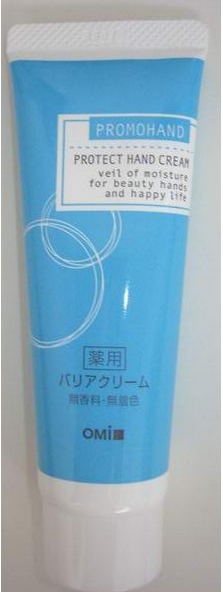 PROMOHAND
PROTECT HAND CREAM
veil of moisture
for beauty hands
and happy life
薬用
バリアクリーム
無香料・無着色
OMi